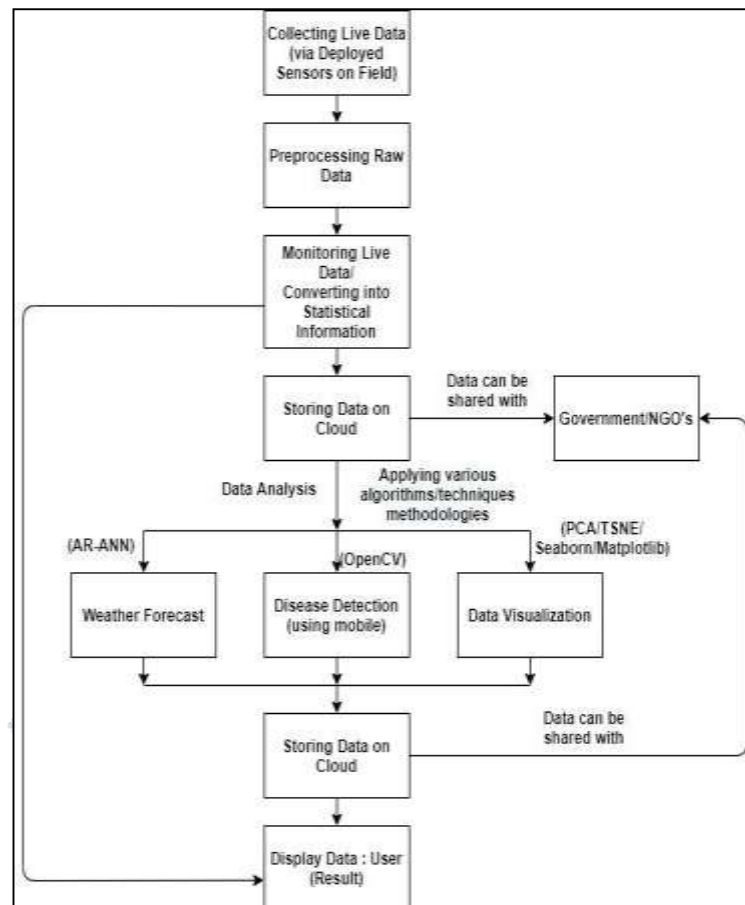 Collecting Live Data
(via Deployed
Sensors on Field)
Preprocessing Raw
Data
Monitoring Live
Data/
Converting into
Statistical
Information
Storing Data on
Cloud
Data can be
shared with
Government/NGO's
Data Analysis
Applying various
algorithms/techniques
methodologies
(AR-ANN)
(OpenCV)
(PCA/TSNE/
Seaborn/Matplotlib)
Weather Forecast
Disease Detection
(using mobile)
Data Visualization
Storing Data on
Cloud
Data can be
shared with
Display Data : User
(Result)